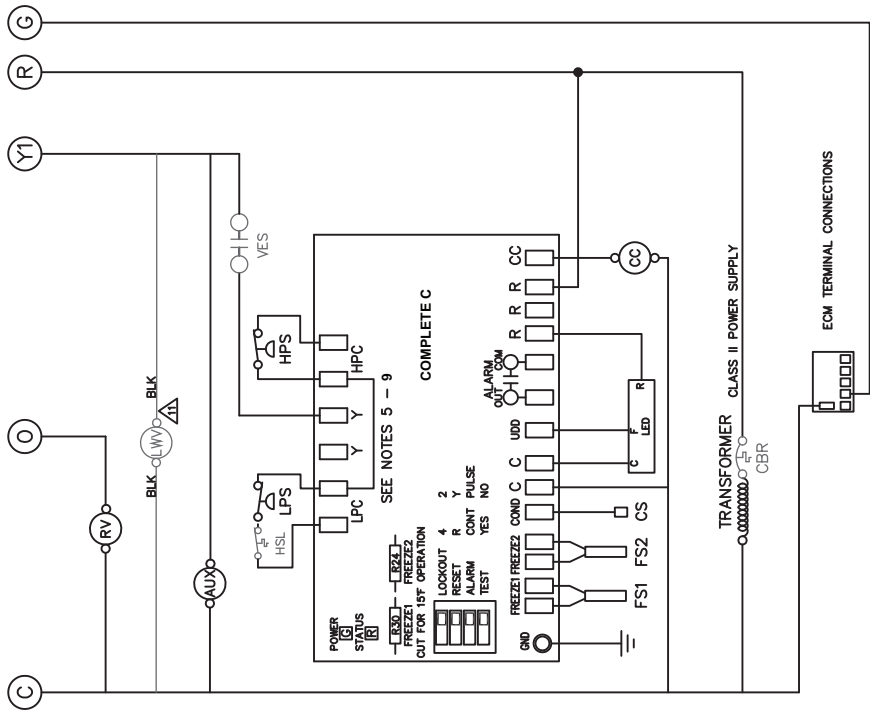 G
R
Y1
O
C
BLK
11
LWV
BLK
RV
AUX
VES
HPS
LPS
HSL
HPC
Y
Y
LPC
SEE NOTES 5 – 9
COMPLETE C
POWER
G
STATUS
R
R30
R24
FREEZE1
FREEZE2
CUT FOR 15°F OPERATION
LOCKOUT 4 2
RESET R Y
ALARM CONT PULSE
TEST YES NO
CC
R
R
R
ALARM
OUT COM
UDD
C
C
COND
FREEZE2
FREEZE1
GND
CC
R
F
LED
C
CS
FS2
FS1
TRANSFORMER
CLASS II POWER SUPPLY
CBR
ECM TERMINAL CONNECTIONS